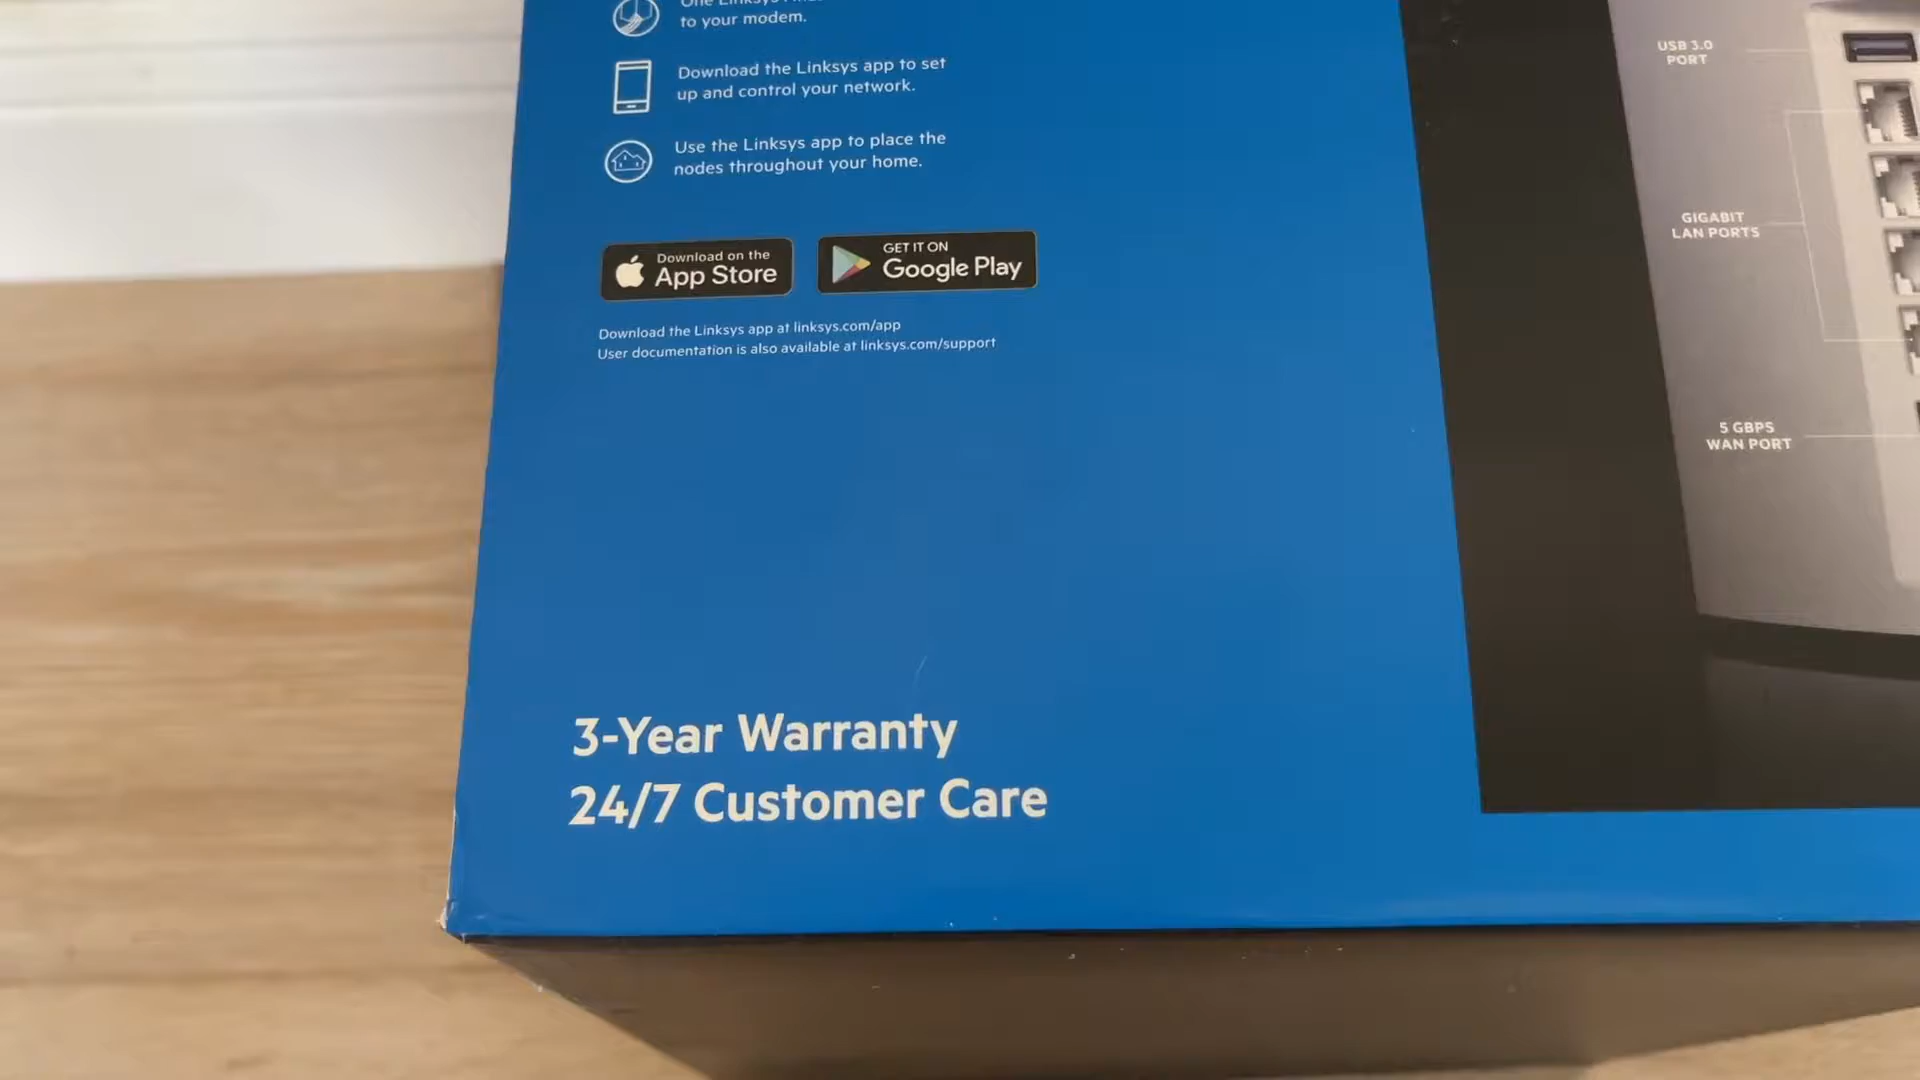 to your modem.
Download the Linksys app to set
up and control your network.
Use the Linksys app to place the
nodes throughout your home.
Download on the
App Store
GET IT ON
Google Play
Download the Linksys app at linksys.com/app
User documentation is also available at linksys.com/support
3-Year Warranty
24/7 Customer Care
USB 3.0
PORT
GIGABIT
LAN PORTS
5 GBPS
WAN PORT